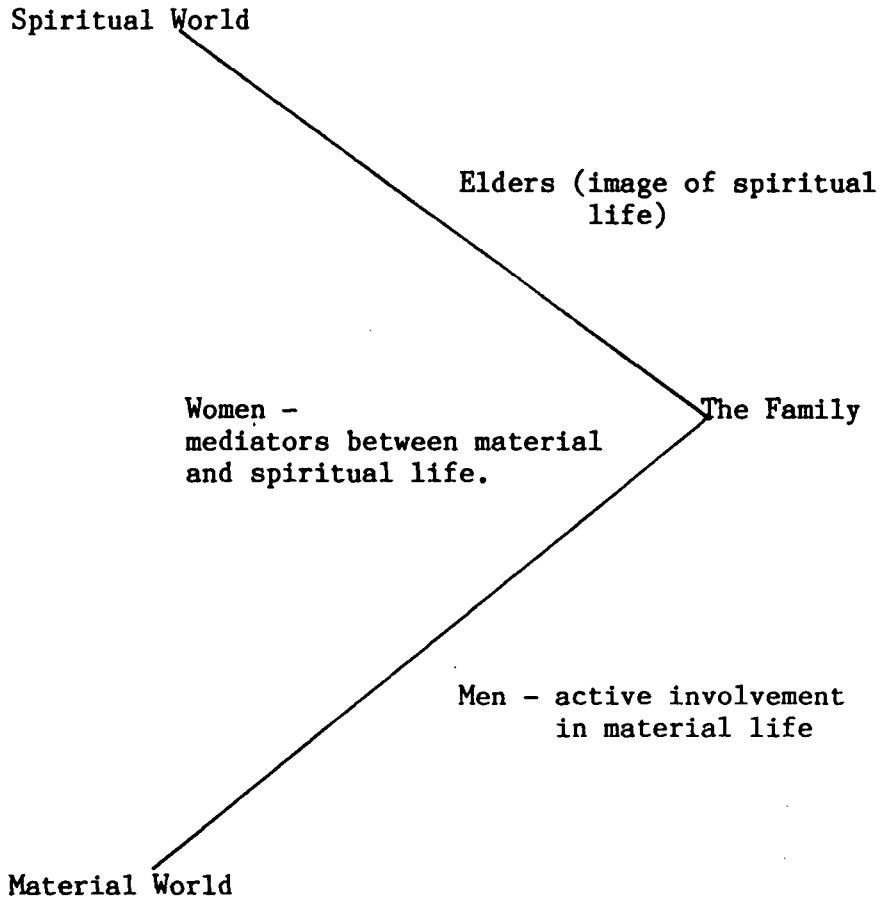 Spiritual World
Elders (image of spiritual
life)
Women -
mediators between material
and spiritual life.
The Family
Men - active involvement
in material life
Material World